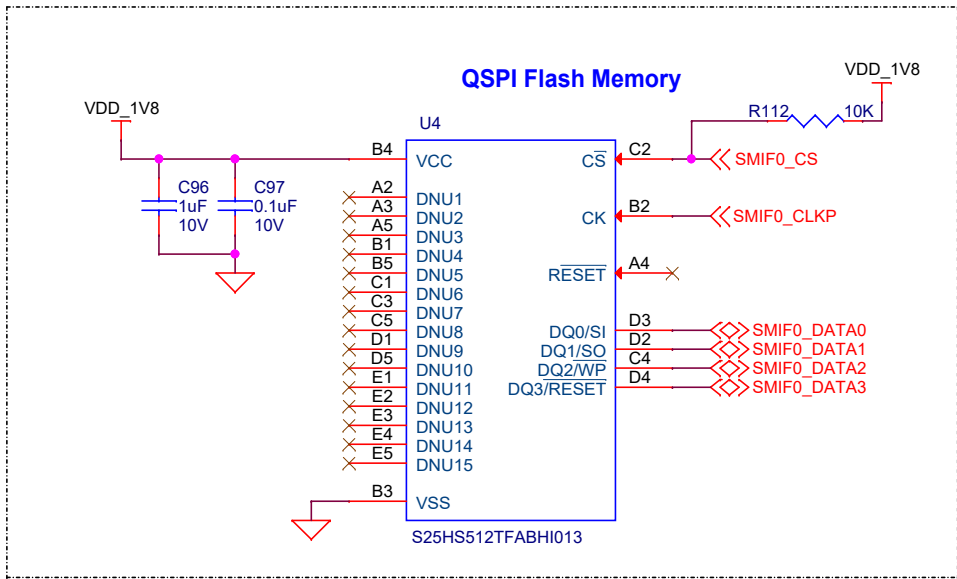 QSPI Flash Memory
VDD_1V8
VDD_1V8
R112 10K
U4
B4 VCC
CS C2 SMIF0_CS
C96
1uF
10V
C97
0.1uF
10V
A2 DNU1
A3 DNU2
A5 DNU3
B1 DNU4
B5 DNU5
C1 DNU6
C3 DNU7
C5 DNU8
D1 DNU9
D5 DNU10
E1 DNU11
E2 DNU12
E3 DNU13
E4 DNU14
E5 DNU15
B3 VSS
CK B2 SMIF0_CLKP
RESET A4
DQ0/SI D3 SMIF0_DATA0
DQ1/SO D2 SMIF0_DATA1
DQ2/WP C4 SMIF0_DATA2
DQ3/RESET D4 SMIF0_DATA3
S25HS512TFABHI013